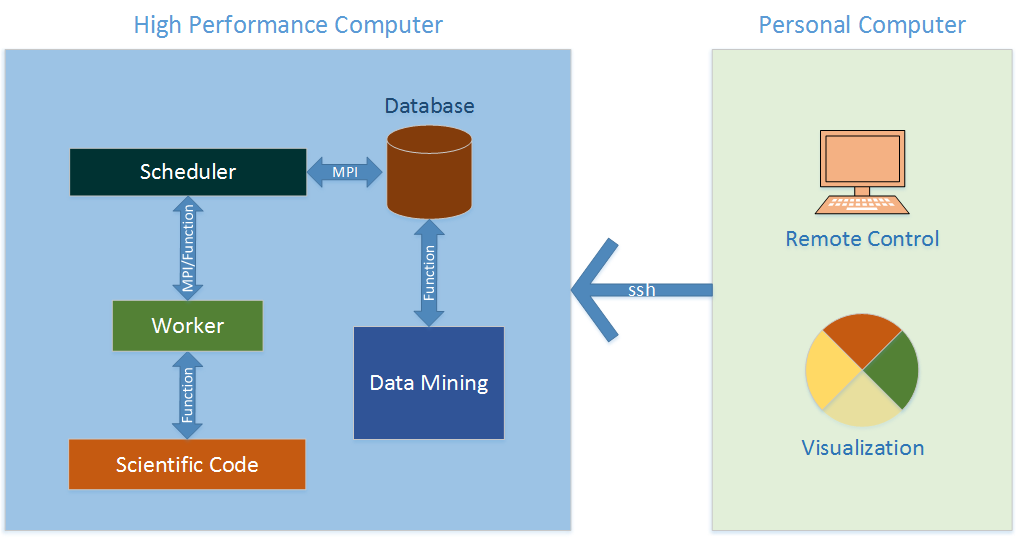 High Performance Computer
Personal Computer
Database
Scheduler
MPI
MPI/Function
Function
Worker
Data Mining
Function
Scientific Code
ssh
Remote Control
Visualization